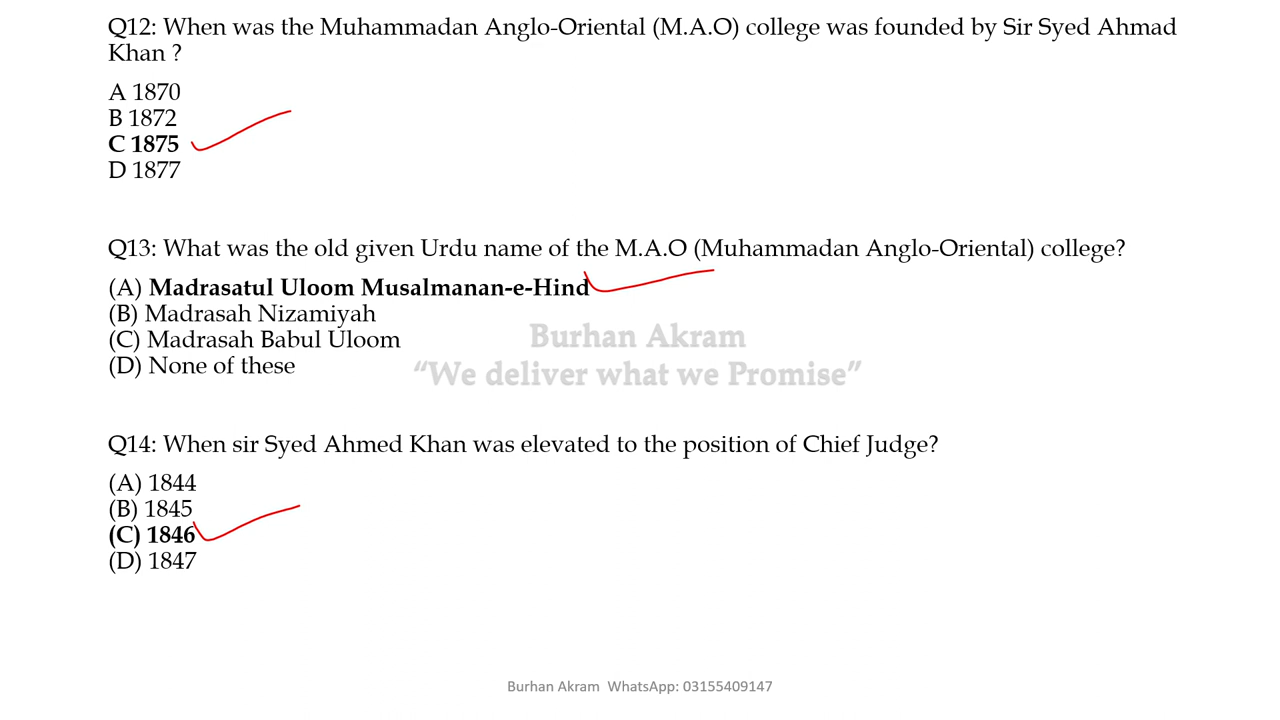 Q12: When was the Muhammadan Anglo-Oriental (M.A.O) college was founded by Sir Syed Ahmad
Khan ?
A 1870
B 1872
C 1875
D 1877
Q13: What was the old given Urdu name of the M.A.O (Muhammadan Anglo-Oriental) college?
(A) Madrasatul Uloom Musalmanan-e-Hind
(B) Madrasah Nizamiyah
(C) Madrasah Babul Uloom
(D) None of these
Burhan Akram
“We deliver what we Promise”
Q14: When sir Syed Ahmed Khan was elevated to the position of Chief Judge?
(A) 1844
(B) 1845
(C) 1846
(D) 1847
Burhan Akram  WhatsApp: 03155409147